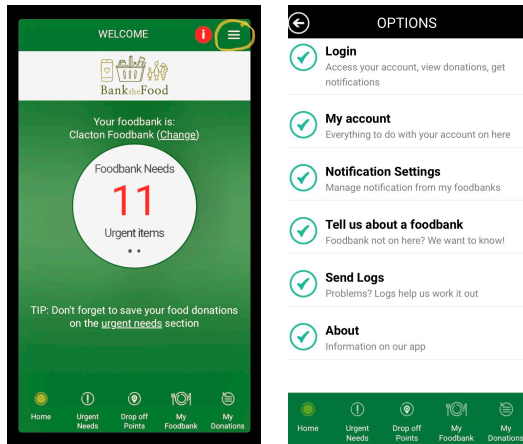 WELCOME
i
BanktheFood
Your foodbank is:
Clacton Foodbank (Change)
Foodbank Needs
11
Urgent items
TIP: Don't forget to save your food donations
on the urgent needs section
Home
Urgent
Needs
Drop off
Points
My
Foodbank
My
Donations
OPTIONS
Login
Access your account, view donations, get
notifications
My account
Everything to do with your account on here
Notification Settings
Manage notification from my foodbanks
Tell us about a foodbank
Foodbank not on here? We want to know!
Send Logs
Problems? Logs help us work it out
About
Information on our app
Home
Urgent
Needs
Drop off
Points
My
Foodbank
My
Donations